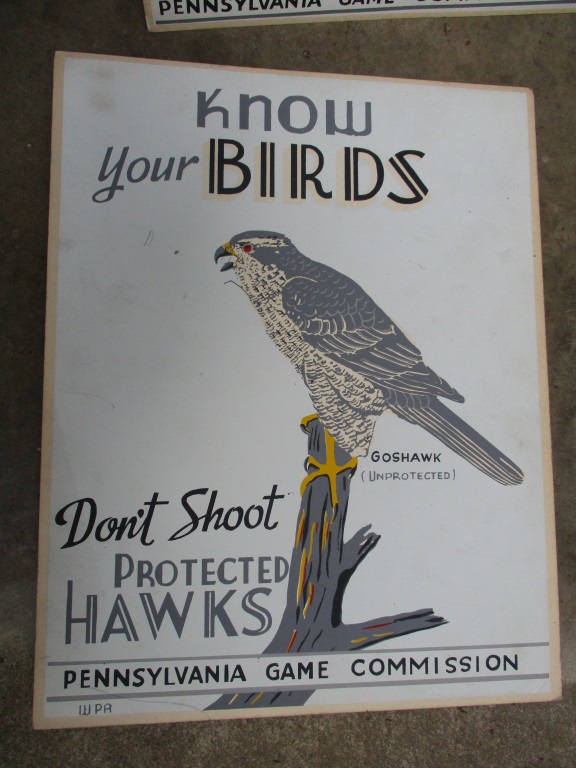 PENNSYLVANIA GAME
Know
Your BIRDS
GOSHAWK
(UNPROTECTED)
Don't Shoot
PROTECTED
HAWKS
PENNSYLVANIA GAME COMMISSION
WPA